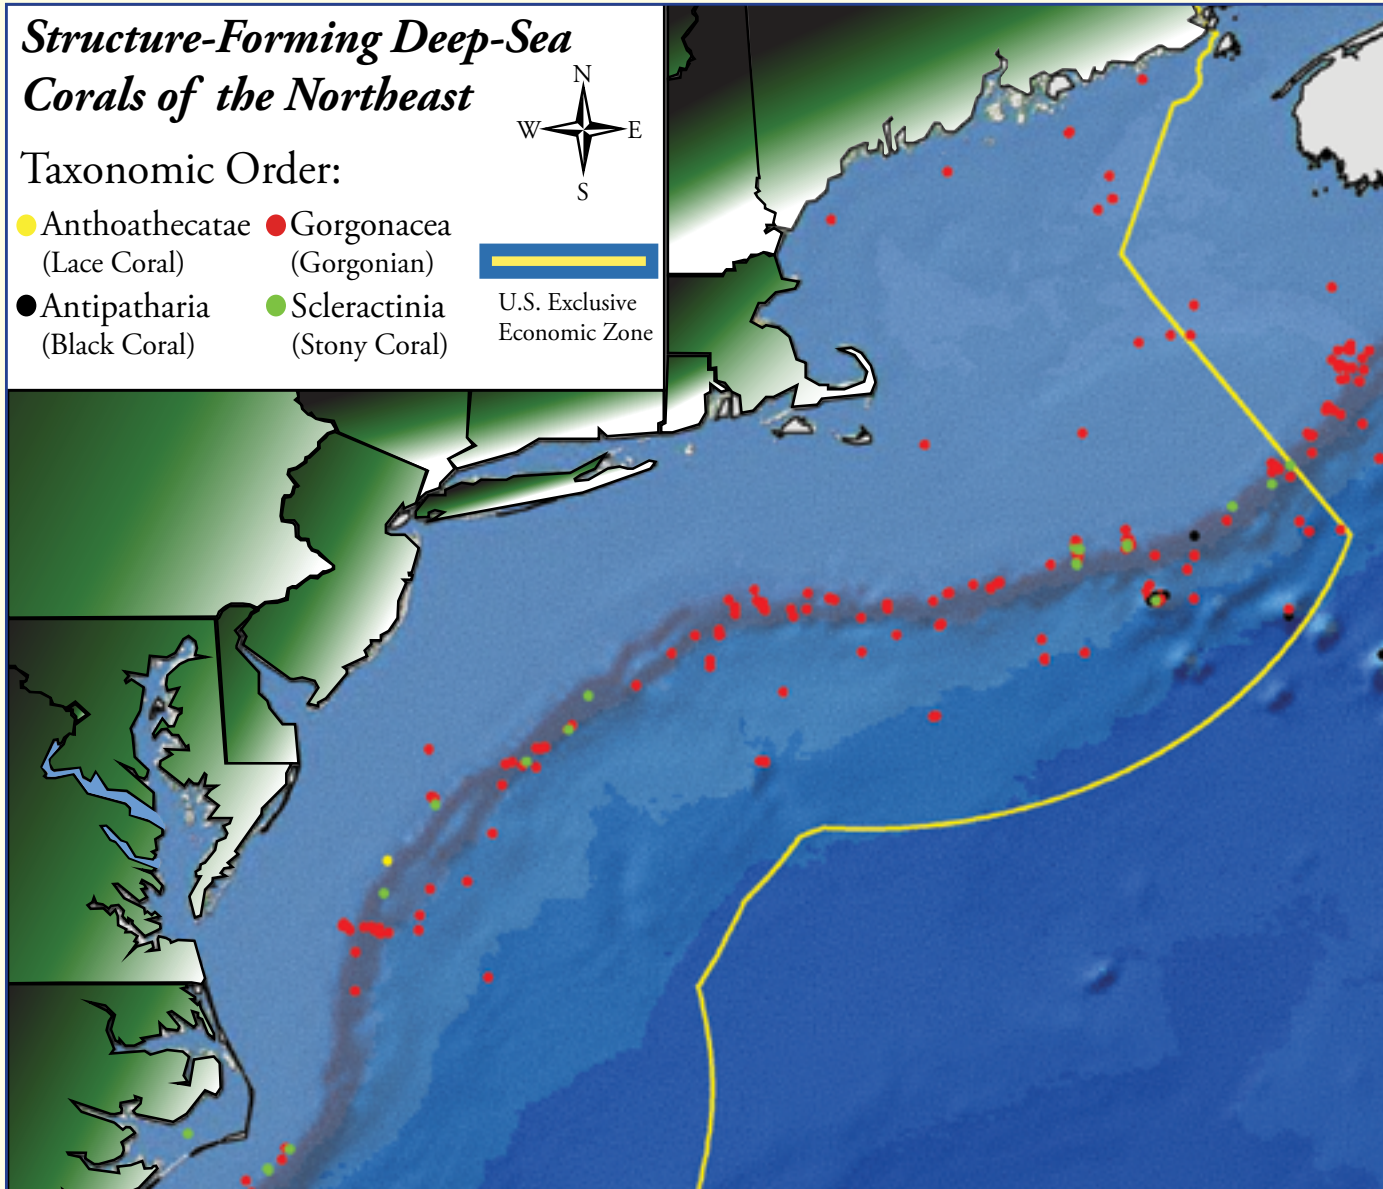 Structure-Forming Deep-Sea
Corals of the Northeast
N
W E
S
Taxonomic Order:
Anthoathecatae
(Lace Coral)
Gorgonacea
(Gorgonian)
Antipatharia
(Black Coral)
Scleractinia
(Stony Coral)
U.S. Exclusive
Economic Zone